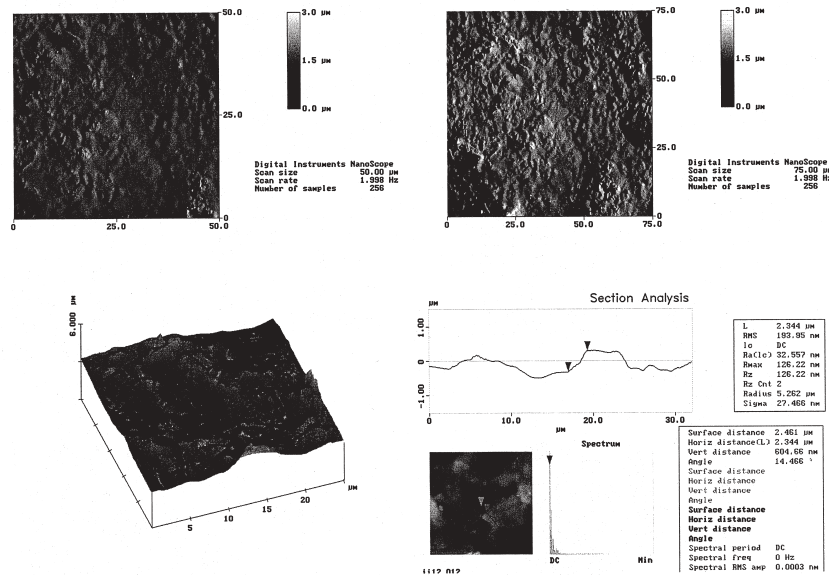 50.0
25.0
0
0
25.0
50.0
3.0 µm
1.5 µm
0.0 µm
Digital Instruments NanoScope
Scan size 50.00 µm
Scan rate 1.998 Hz
Number of samples 256
75.0
50.0
25.0
0
0
25.0
50.0
75.0
3.0 µm
1.5 µm
0.0 µm
Digital Instruments NanoScope
Scan size 75.00 µ
Scan rate 1.998 H
Number of samples 256
6.000 µm
5
10
15
20
µm
Section Analysis
µm
1.00
0
-1.00
0
10.0
20.0
30.0
µm
L 2.344 µm
RMS 193.95 nm
lc DC
Ra(lc) 32.557 nm
Rmax 126.22 nm
Rz 126.22 nm
Rz Cnt 2
Radius 5.262 µm
Sigma 27.466 nm
Spectrum
DC
Min
Surface distance 2.461 µm
Horiz distance(L) 2.344 µm
Vert distance 604.66 nm
Angle 14.466 °
Surface distance
Horiz distance
Vert distance
Angle
Surface distance
Horiz distance
Vert distance
Angle
Spectral period DC
Spectral freq 0 Hz
Spectral RMS amp 0.0003 nm